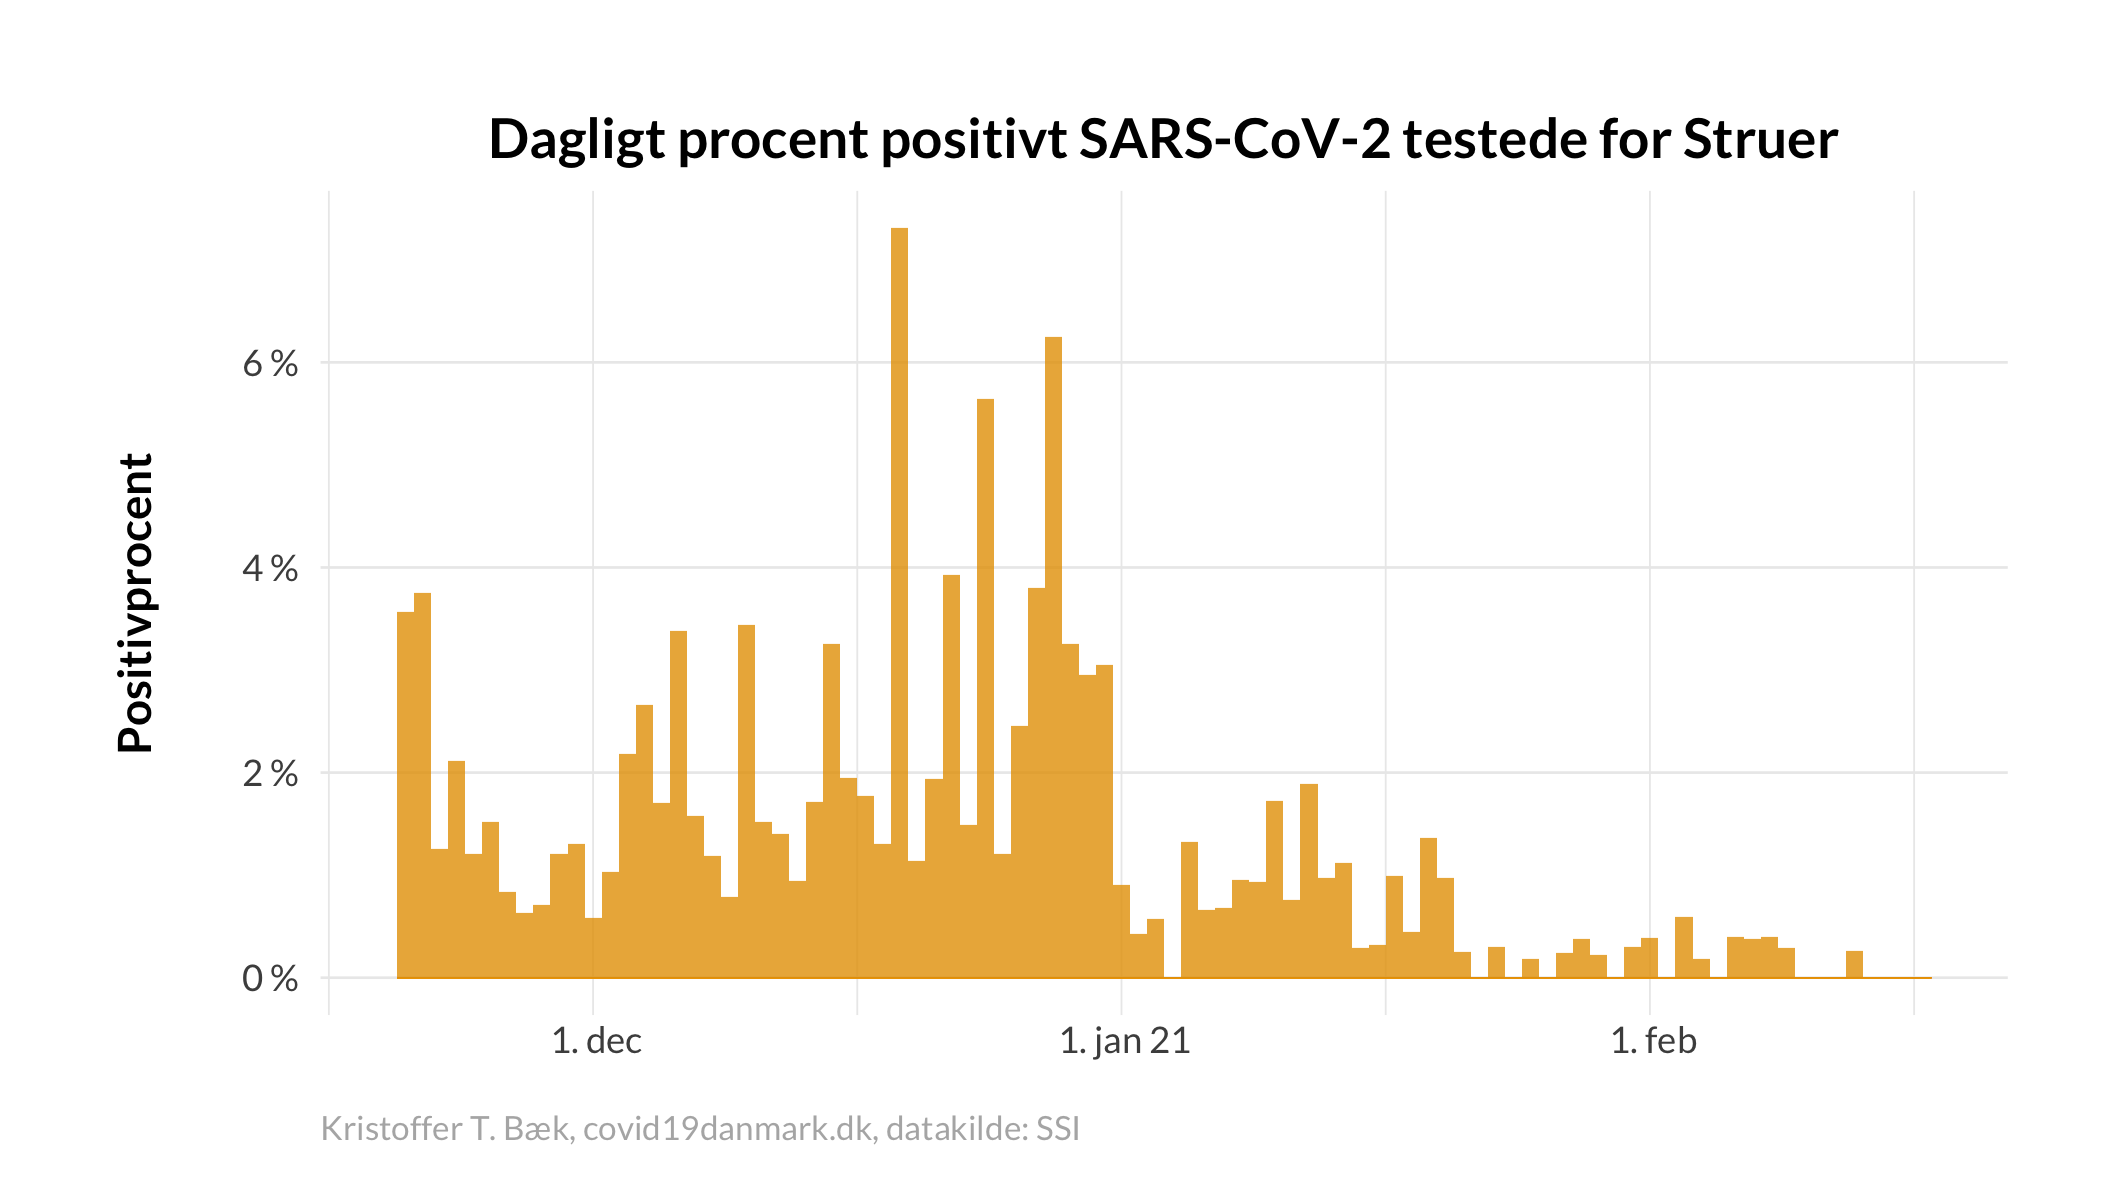 Dagligt procent positivt SARS-CoV-2 testede for Struer
Positivprocent
6 %
4 %
2 %
0 %
1. dec
1. jan 21
1. feb
Kristoffer T. Bæk, covid19danmark.dk, datakilde: SSI